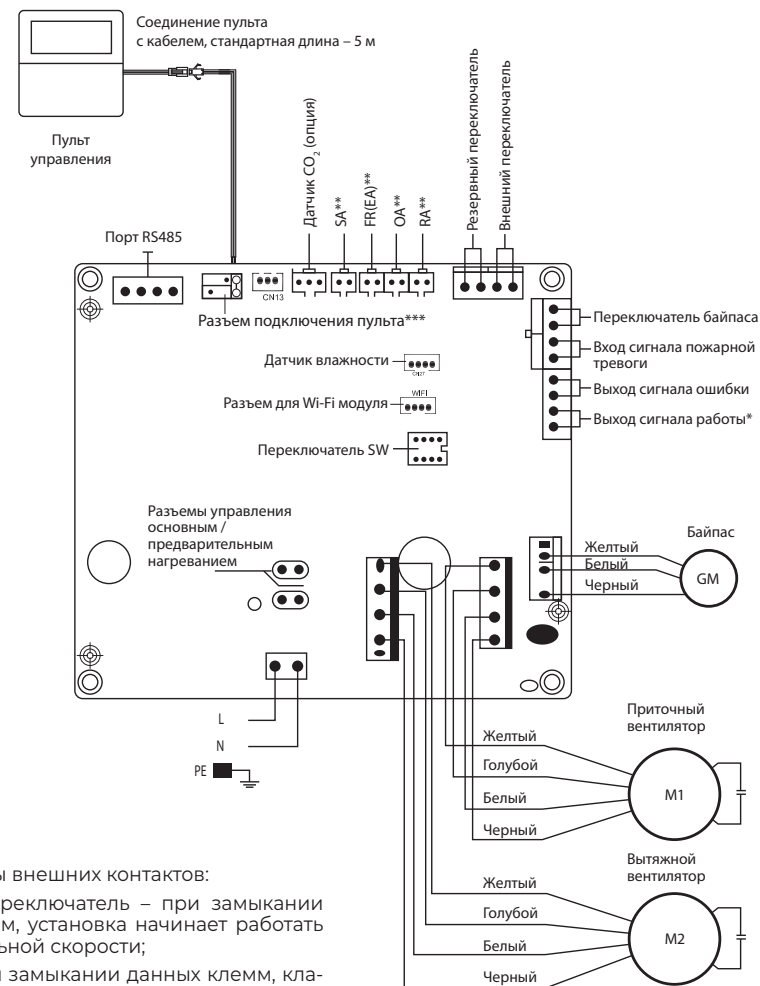 Соединение пульта
с кабелем, стандартная длина – 5 м
Пульт
управления
Датчик CO₂ (опция)
SA**
FR(EA)**
OA**
RA**
Резервный переключатель
Внешний переключатель
Порт RS485
CN13
Разъем подключения пульта***
Переключатель байпаса
Вход сигнала пожарной
тревоги
Выход сигнала ошибки
Выход сигнала работы*
Датчик влажности
CN27
WIFI
Разъем для Wi-Fi модуля
Переключатель SW
Разъемы управления
основным /
предварительным
нагреванием
Байпас
Желтый
Белый
Черный
GM
L
N
PE
Приточный
вентилятор
Желтый
Голубой
Белый
Черный
M1
Вытяжной
вентилятор
Желтый
Голубой
Белый
Черный
M2
ы внешних контактов:
реключатель – при замыкании
м, установка начинает работать
льной скорости;
и замыкании данных клемм, кла-